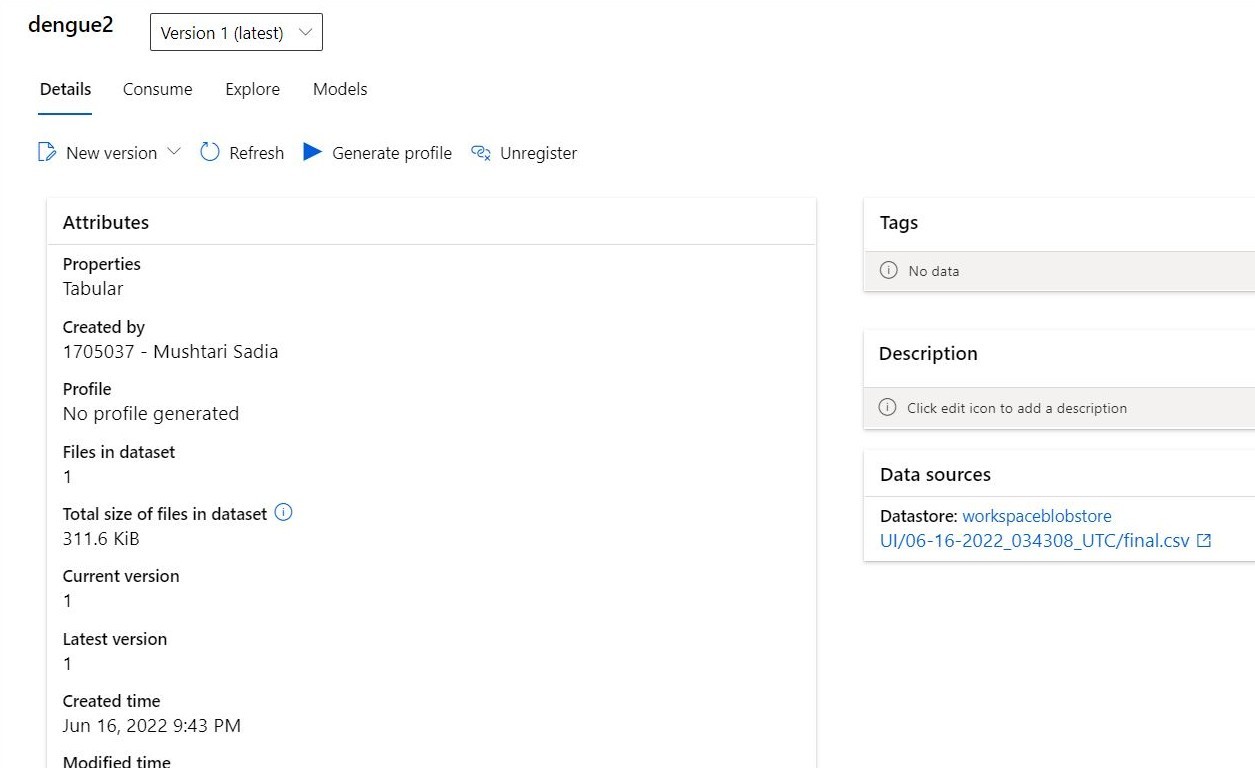 dengue2
Version 1 (latest)
Details Consume Explore Models
New version Refresh Generate profile Unregister
Attributes
Properties
Tabular
Created by
1705037 - Mushtari Sadia
Profile
No profile generated
Files in dataset
1
Total size of files in dataset
311.6 KiB
Current version
1
Latest version
1
Created time
Jun 16, 2022 9:43 PM
Modified time
Tags
No data
Description
Click edit icon to add a description
Data sources
Datastore: workspaceblobstore
UI/06-16-2022_034308_UTC/final.csv